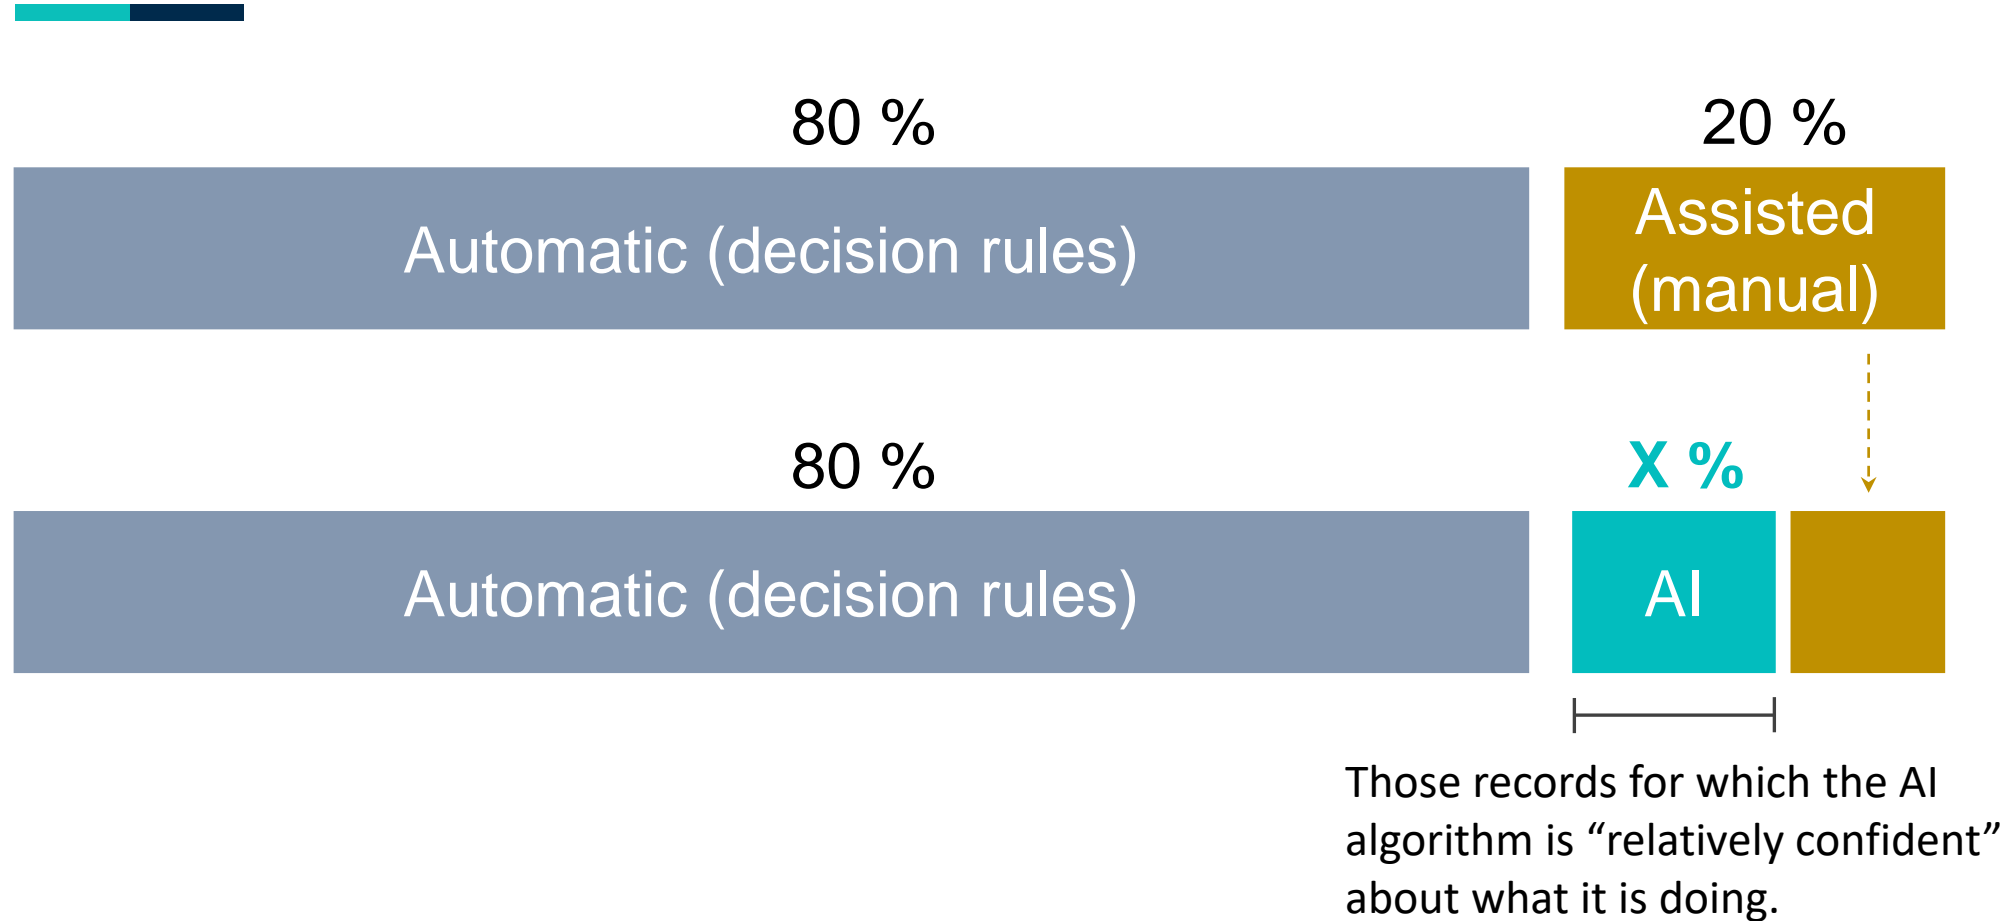 80 %
20 %
Automatic (decision rules)
Assisted
(manual)
80 %
X %
Automatic (decision rules)
AI
Those records for which the AI
algorithm is “relatively confident”
about what it is doing.